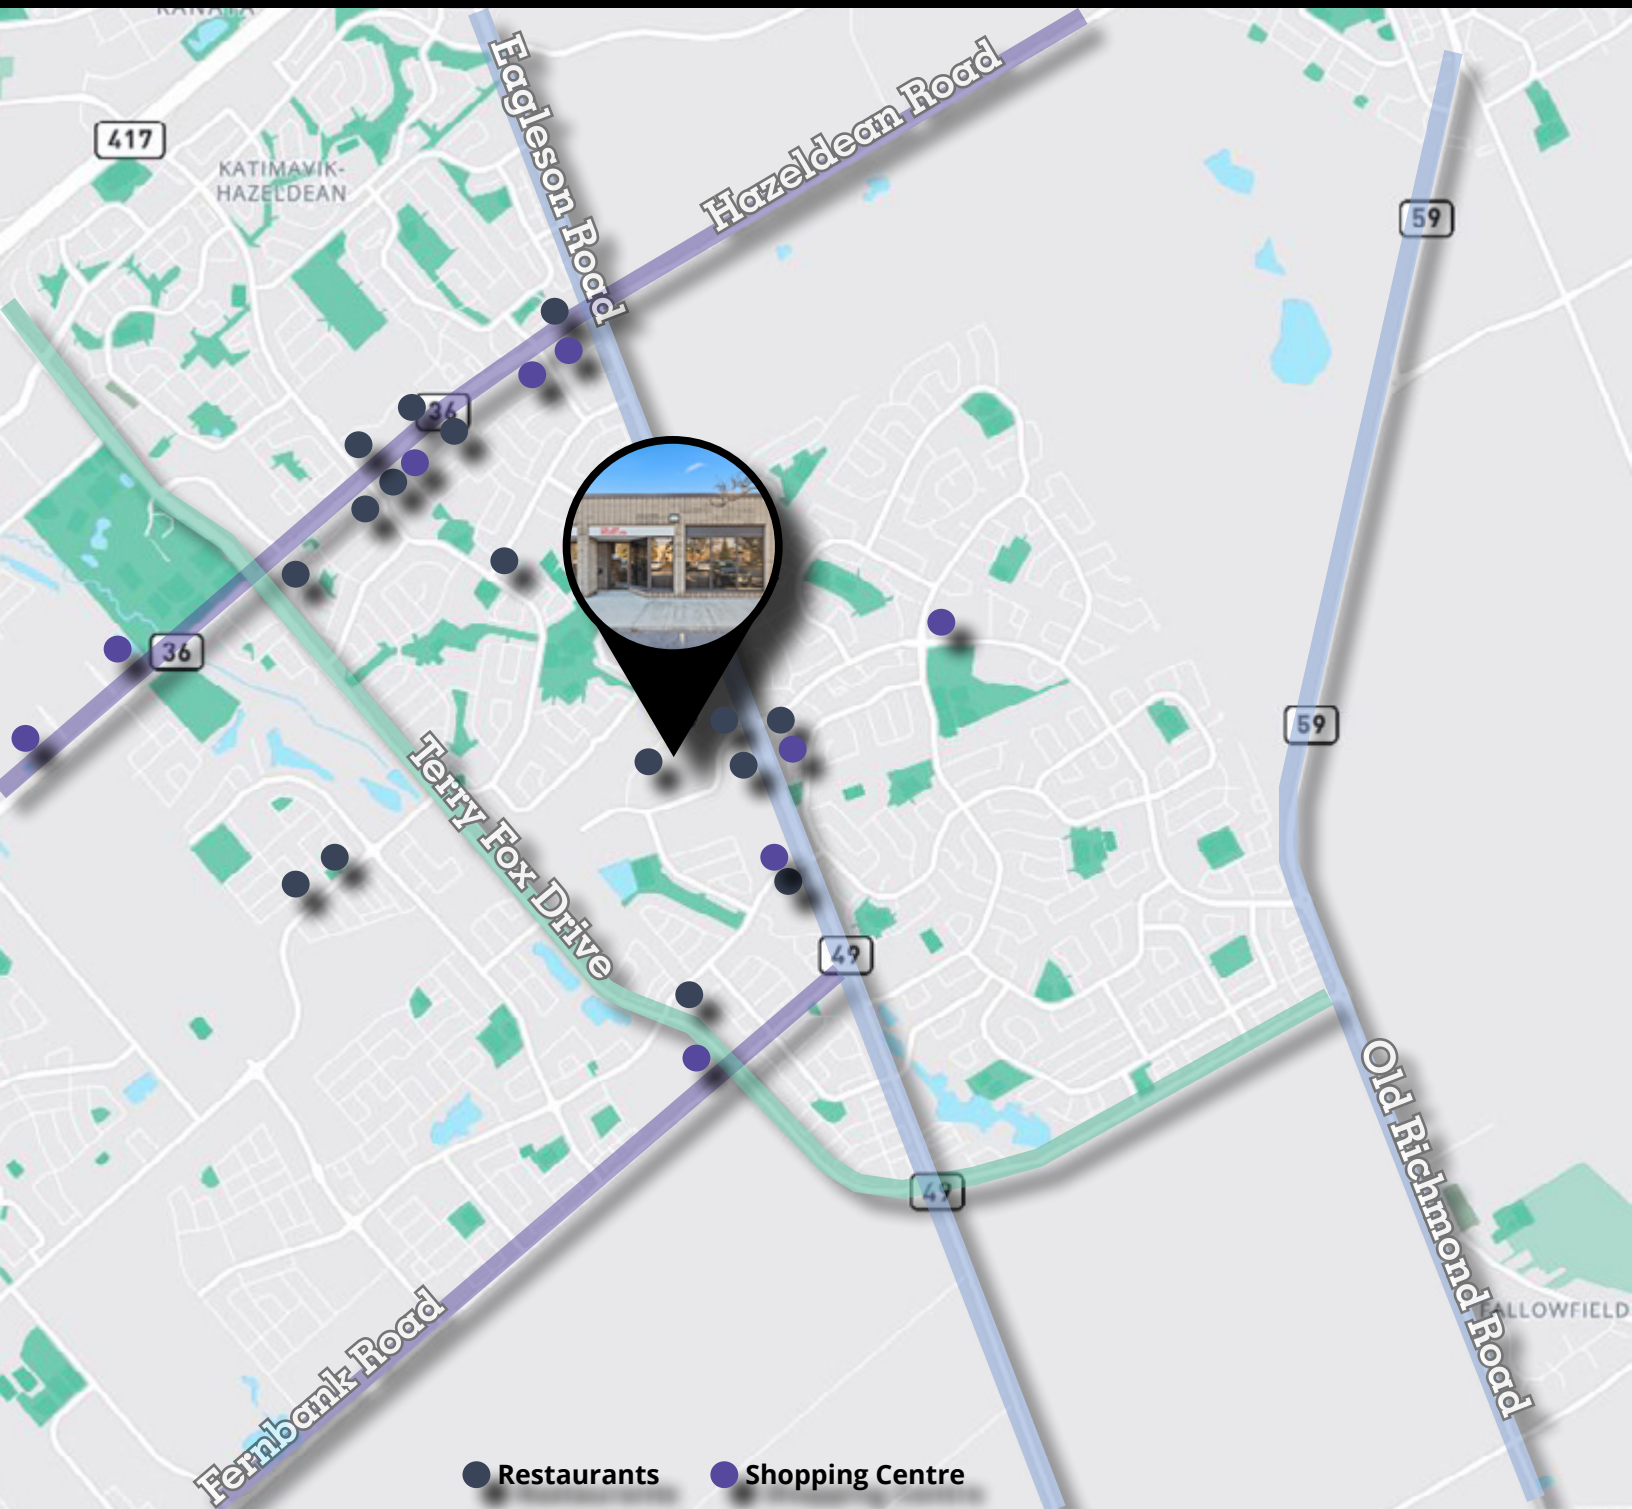 KANATA
417
KATIMAVIK-
HAZELDEAN
Eagleson Road
Hazeldean Road
59
36
36
59
Terry Fox Drive
49
49
Old Richmond Road
FALLOWFIELD
Fernbank Road
Restaurants
Shopping Centre